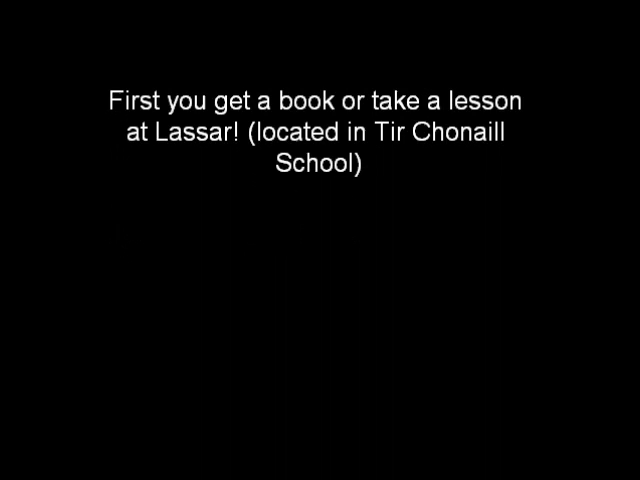 First you get a book or take a lesson
at Lassar! (located in Tir Chonaill
School)